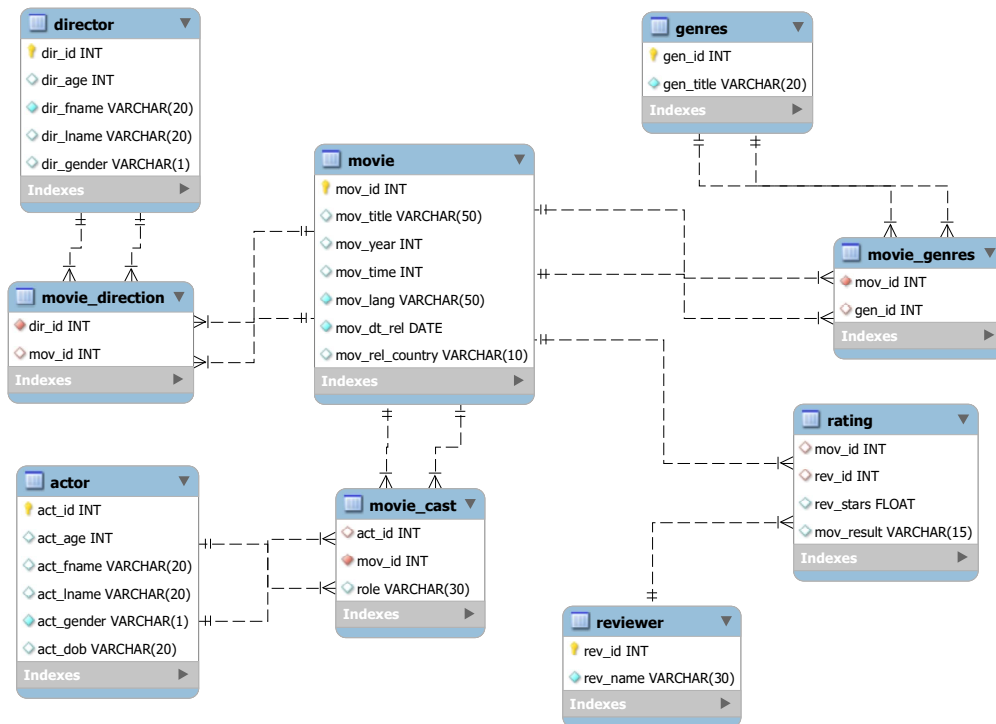 director
dir_id INT
dir_age INT
dir_fname VARCHAR(20)
dir_lname VARCHAR(20)
dir_gender VARCHAR(1)
Indexes
genres
gen_id INT
gen_title VARCHAR(20)
Indexes
movie
mov_id INT
mov_title VARCHAR(50)
mov_year INT
mov_time INT
mov_lang VARCHAR(50)
mov_dt_rel DATE
mov_rel_country VARCHAR(10)
Indexes
movie_direction
dir_id INT
mov_id INT
Indexes
movie_genres
mov_id INT
gen_id INT
Indexes
rating
mov_id INT
rev_id INT
rev_stars FLOAT
mov_result VARCHAR(15)
Indexes
actor
act_id INT
act_age INT
act_fname VARCHAR(20)
act_lname VARCHAR(20)
act_gender VARCHAR(1)
act_dob VARCHAR(20)
Indexes
movie_cast
act_id INT
mov_id INT
role VARCHAR(30)
Indexes
reviewer
rev_id INT
rev_name VARCHAR(30)
Indexes